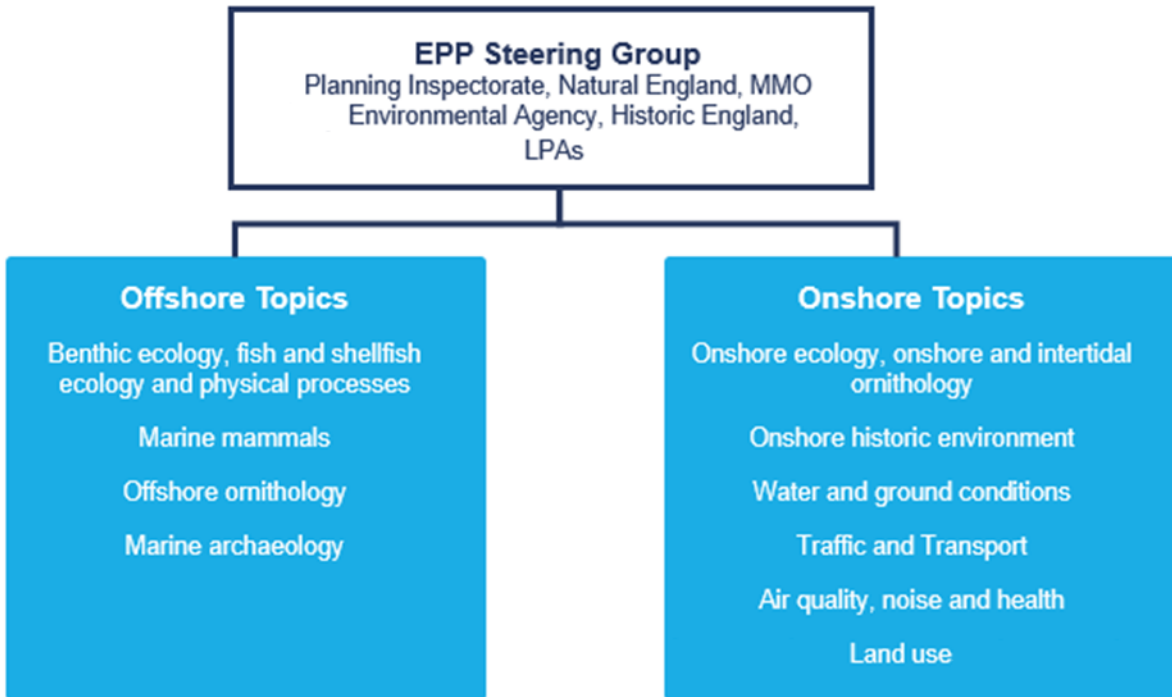 EPP Steering Group
Planning Inspectorate, Natural England, MMO
Environmental Agency, Historic England,
LPAs
Offshore Topics
Benthic ecology, fish and shellfish
ecology and physical processes
Marine mammals
Offshore ornithology
Marine archaeology
Onshore Topics
Onshore ecology, onshore and intertidal
ornithology
Onshore historic environment
Water and ground conditions
Traffic and Transport
Air quality, noise and health
Land use